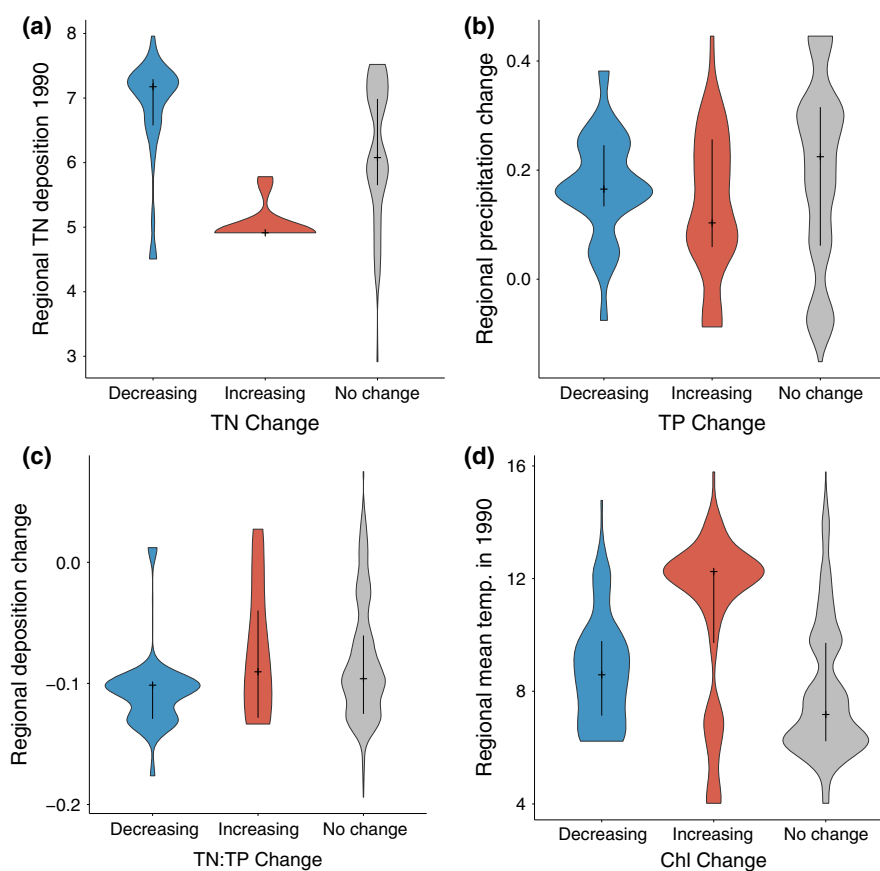 (a)
Regional TN deposition 1990
8
7
6
5
4
3
Decreasing Increasing No change
TN Change
(b)
Regional precipitation change
0.4
0.2
0.0
Decreasing Increasing No change
TP Change
(c)
Regional deposition change
0.0
−0.1
−0.2
Decreasing Increasing No change
TN:TP Change
(d)
Regional mean temp. in 1990
16
12
8
4
Decreasing Increasing No change
Chl Change